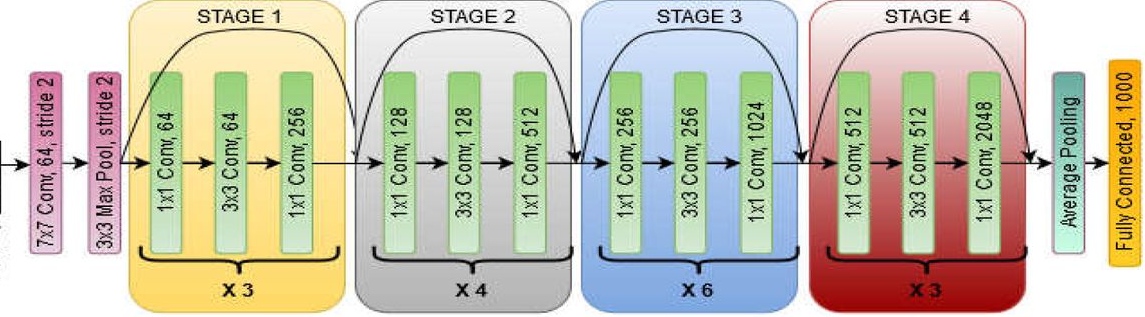 7x7 Conv, 64, stride 2
3x3 Max Pool, stride 2
STAGE 1
1x1 Conv, 64
3x3 Conv, 64
1x1 Conv, 256
X 3
STAGE 2
1x1 Conv, 128
3x3 Conv, 128
1x1 Conv, 512
X 4
STAGE 3
1x1 Conv, 256
3x3 Conv, 256
1x1 Conv, 1024
X 6
STAGE 4
1x1 Conv, 512
3x3 Conv, 512
1x1 Conv, 2048
X 3
Average Pooling
Fully Connected, 1000